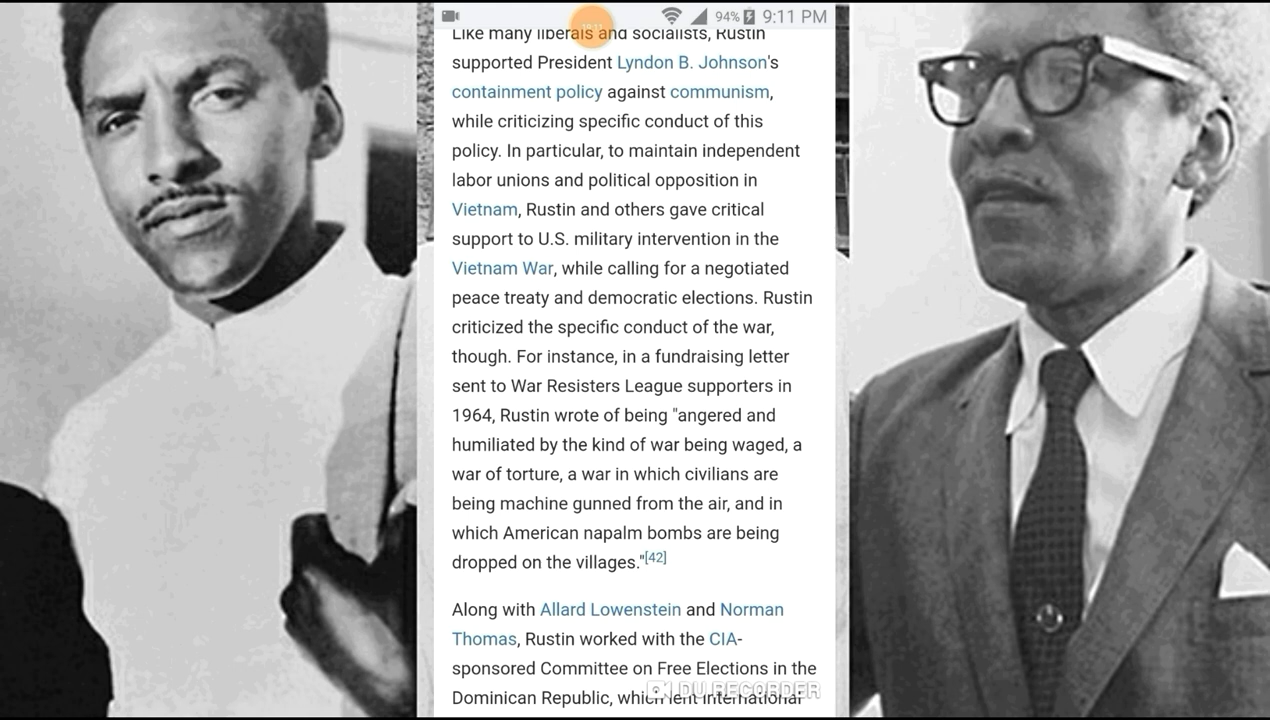 94% 9:11 PM
Like many liberals and socialists, Rustin
supported President Lyndon B. Johnson's
containment policy against communism,
while criticizing specific conduct of this
policy. In particular, to maintain independent
labor unions and political opposition in
Vietnam, Rustin and others gave critical
support to U.S. military intervention in the
Vietnam War, while calling for a negotiated
peace treaty and democratic elections. Rustin
criticized the specific conduct of the war,
though. For instance, in a fundraising letter
sent to War Resisters League supporters in
1964, Rustin wrote of being "angered and
humiliated by the kind of war being waged, a
war of torture, a war in which civilians are
being machine gunned from the air, and in
which American napalm bombs are being
dropped on the villages."[42]
Along with Allard Lowenstein and Norman
Thomas, Rustin worked with the CIA-
sponsored Committee on Free Elections in the
Dominican Republic, which lent international
DU RECORDER